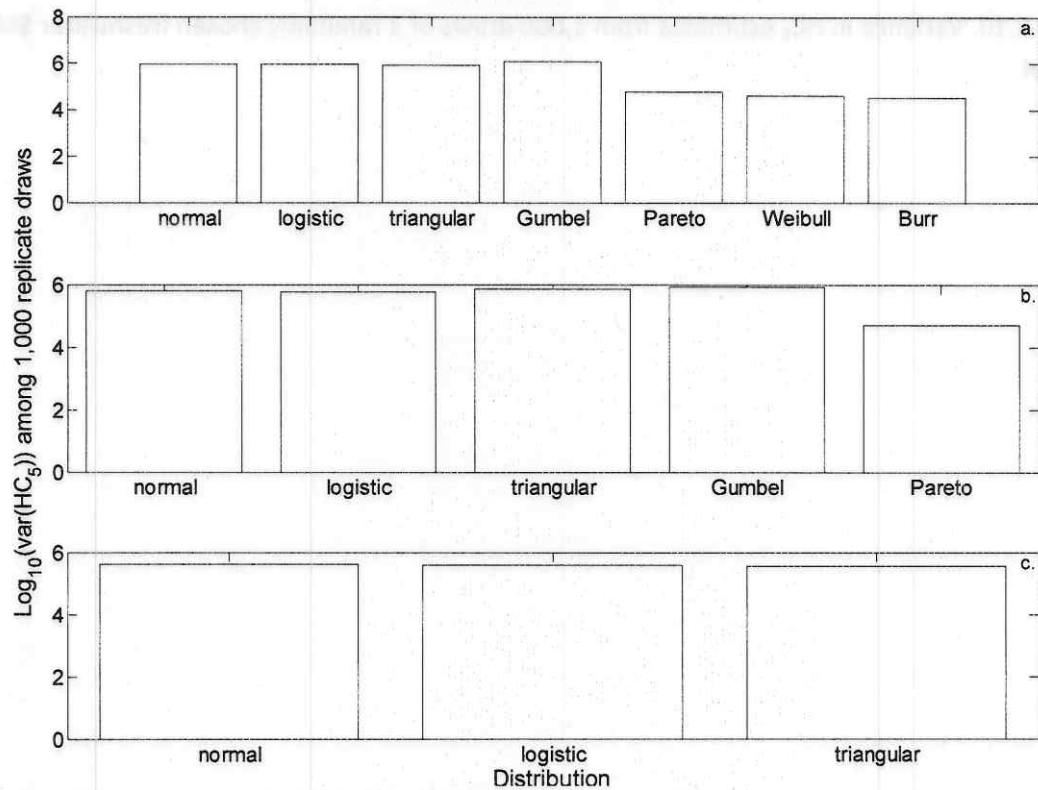 Log10(var(HC5)) among 1,000 replicate draws
8
6
4
2
0
a.
normal logistic triangular Gumbel Pareto Weibull Burr
6
4
2
0
b.
normal logistic triangular Gumbel Pareto
6
4
2
0
c.
normal logistic triangular
Distribution